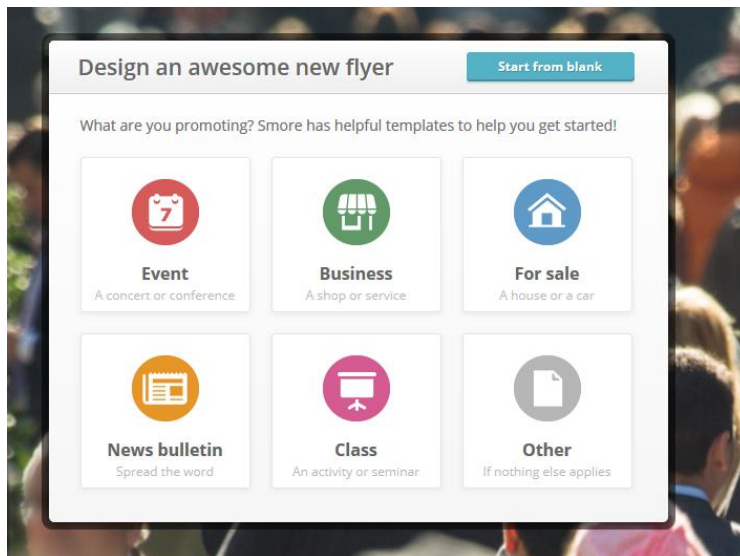 Design an awesome new flyer
Start from blank
What are you promoting? Smore has helpful templates to help you get started!
7
Event
A concert or conference
Business
A shop or service
For sale
A house or a car
News bulletin
Spread the word
Class
An activity or seminar
Other
If nothing else applies